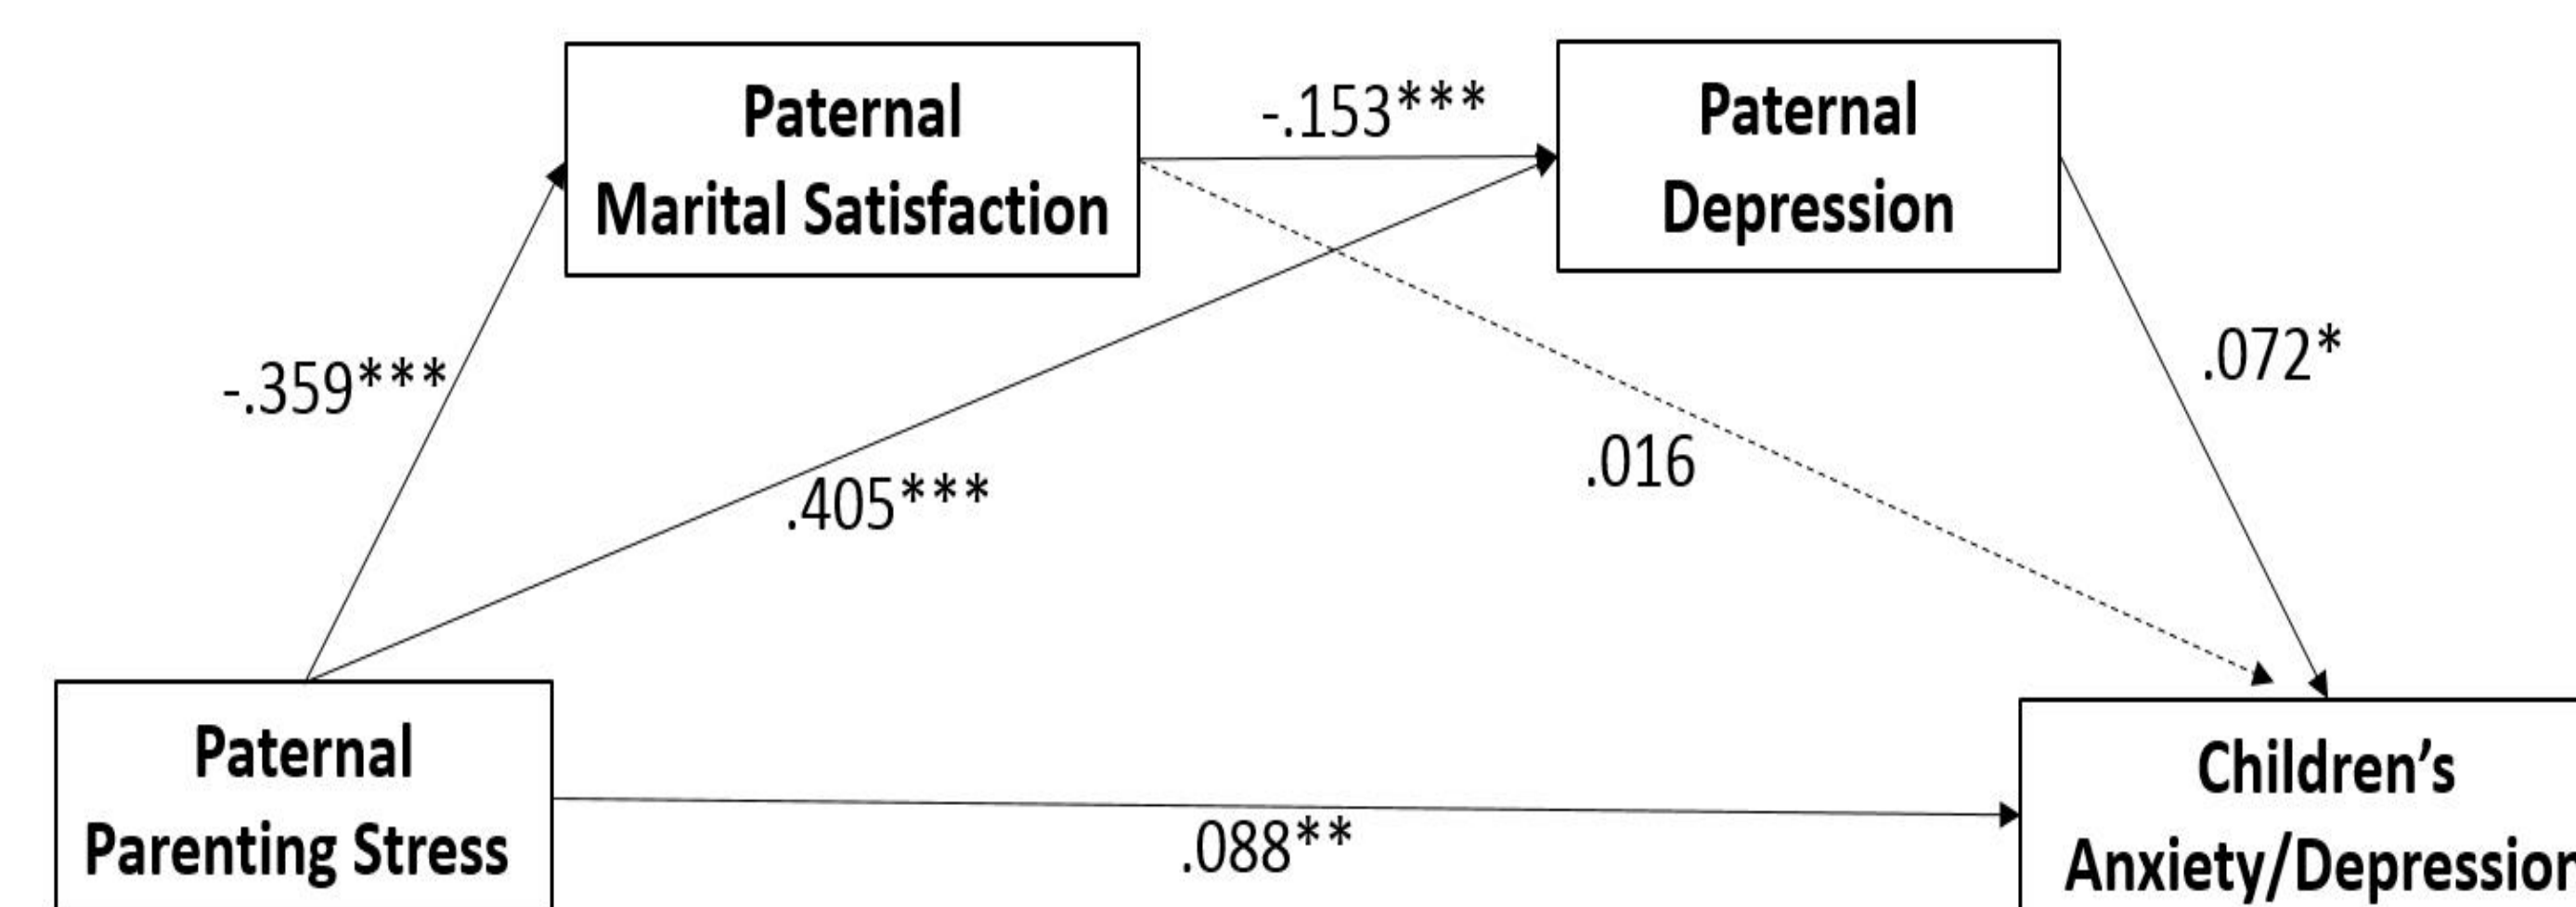 Paternal
Marital Satisfaction
-.153***
Paternal
Depression
-.359***
.405***
.016
.072*
Paternal
Parenting Stress
.088**
Children’s
Anxiety/Depression